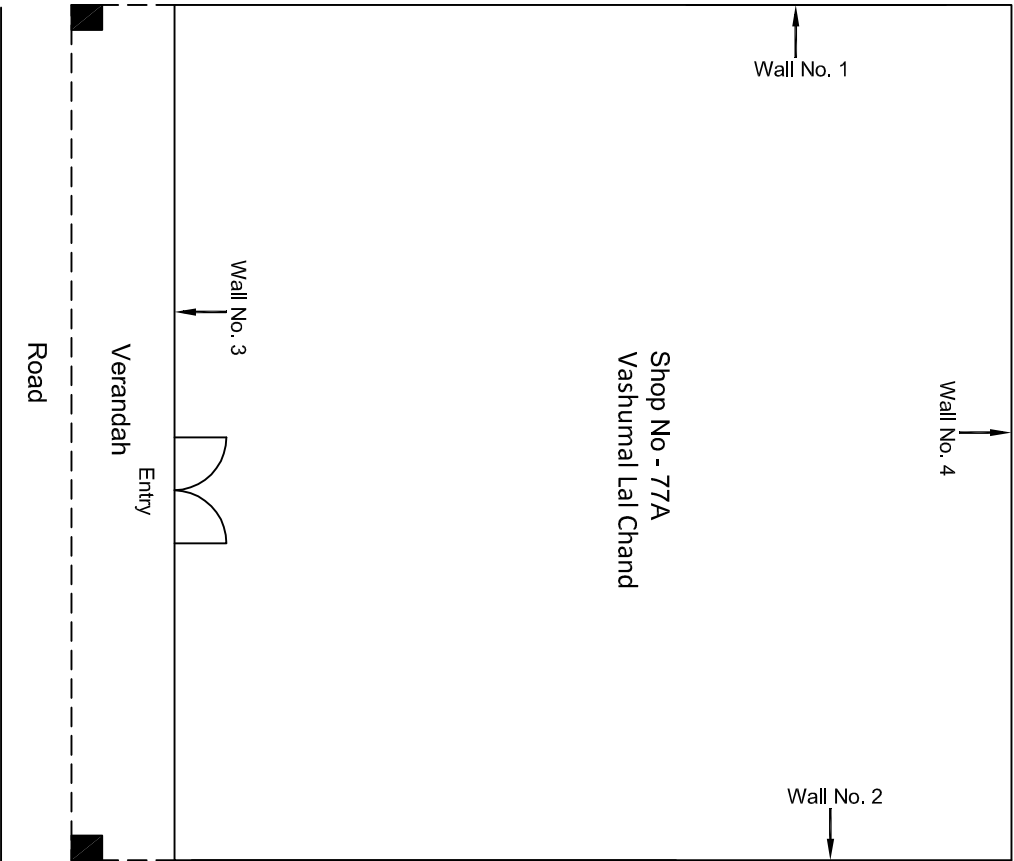 Wall No. 1
Wall No. 3
Wall No. 4
Shop No - 77A
Vashumal Lal Chand
Entry
Verandah
Road
Wall No. 2